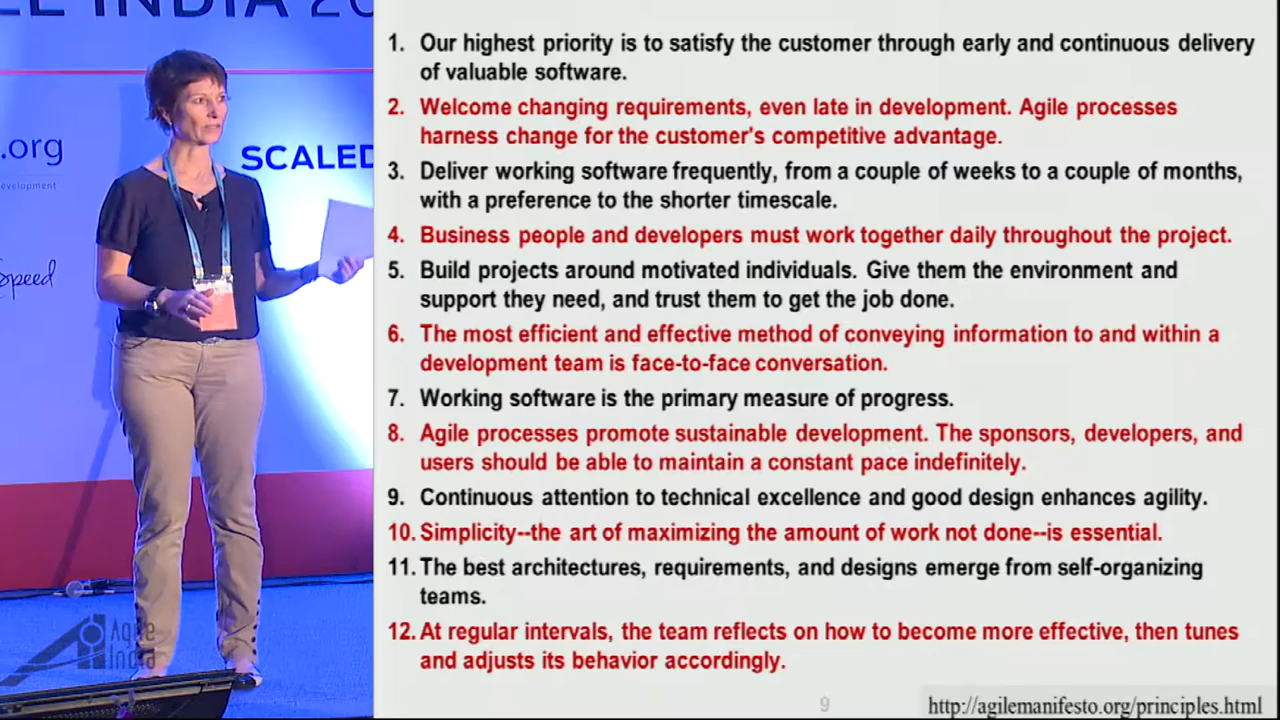 LE INDIA 20
.org
evelopment
SCALED
Speed
Agile
India
1. Our highest priority is to satisfy the customer through early and continuous delivery
of valuable software.
2. Welcome changing requirements, even late in development. Agile processes
harness change for the customer's competitive advantage.
3. Deliver working software frequently, from a couple of weeks to a couple of months,
with a preference to the shorter timescale.
4. Business people and developers must work together daily throughout the project.
5. Build projects around motivated individuals. Give them the environment and
support they need, and trust them to get the job done.
6. The most efficient and effective method of conveying information to and within a
development team is face-to-face conversation.
7. Working software is the primary measure of progress.
8. Agile processes promote sustainable development. The sponsors, developers, and
users should be able to maintain a constant pace indefinitely.
9. Continuous attention to technical excellence and good design enhances agility.
10. Simplicity--the art of maximizing the amount of work not done--is essential.
11. The best architectures, requirements, and designs emerge from self-organizing
teams.
12. At regular intervals, the team reflects on how to become more effective, then tunes
and adjusts its behavior accordingly.
9
http://agilemanifesto.org/principles.html